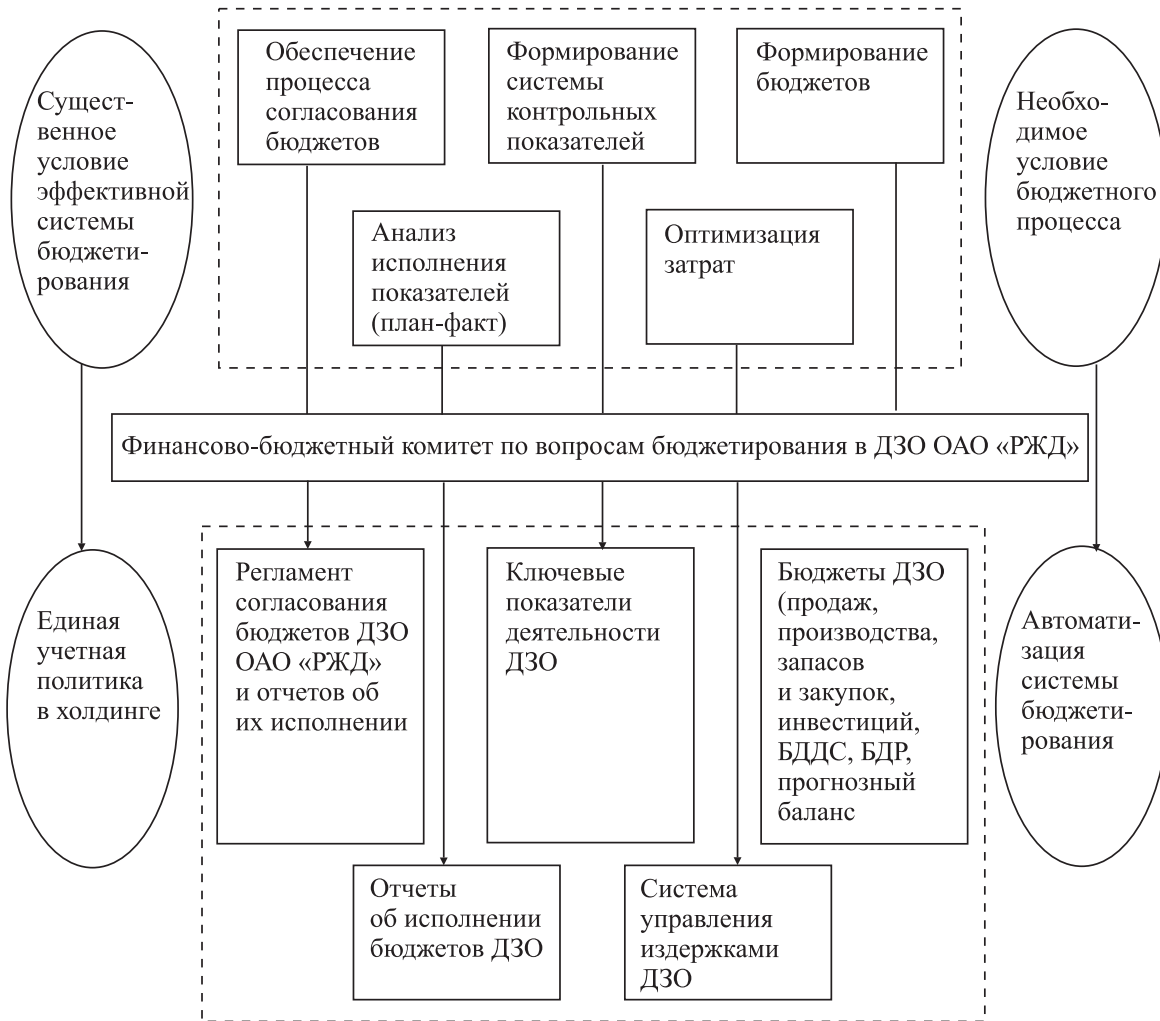 Сущест-
венное
условие
эффективной
системы
бюджети-
рования
Обеспечение
процесса
согласования
бюджетов
Формирование
системы
контрольных
показателей
Формирование
бюджетов
Необхо-
димое
условие
бюджетного
процесса
Анализ
исполнения
показателей
(план-факт)
Оптимизация
затрат
Финансово-бюджетный комитет по вопросам бюджетирования в ДЗО ОАО «РЖД»
Единая
учетная
политика
в холдинге
Регламент
согласования
бюджетов ДЗО
ОАО «РЖД»
и отчетов об
их исполнении
Ключевые
показатели
деятельности
ДЗО
Бюджеты ДЗО
(продаж,
производства,
запасов
и закупок,
инвестиций,
БДДС, БДР,
прогнозный
баланс
Автомати-
зация
системы
бюджети-
рования
Отчеты
об исполнении
бюджетов ДЗО
Система
управления
издержками
ДЗО